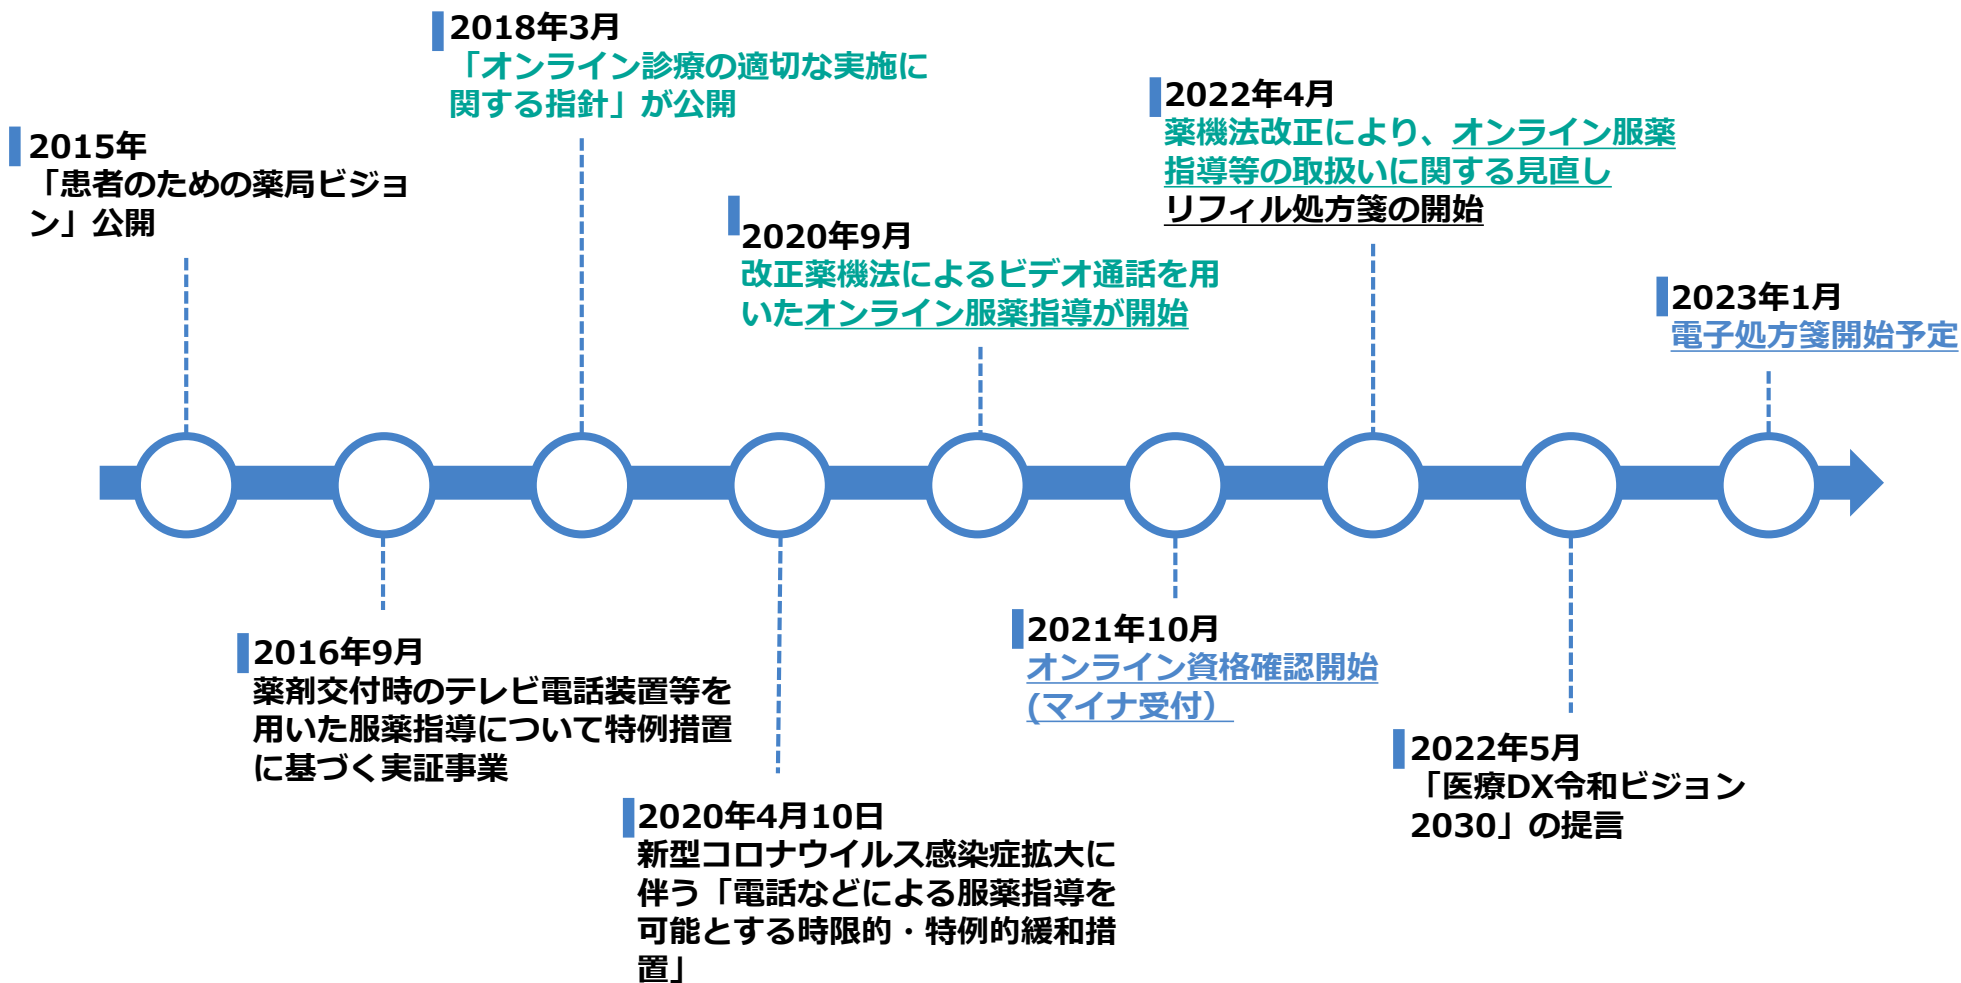 2015年
「患者のための薬局ビジョ
ン」公開
2016年9月
薬剤交付時のテレビ電話装置等を
用いた服薬指導について特例措置
に基づく実証事業
2018年3月
「オンライン診療の適切な実施に
関する指針」が公開
2020年4月10日
新型コロナウイルス感染症拡大に
伴う「電話などによる服薬指導を
可能とする時限的・特例的緩和措
置」
2020年9月
改正薬機法によるビデオ通話を用
いたオンライン服薬指導が開始
2021年10月
オンライン資格確認開始
(マイナ受付）
2022年4月
薬機法改正により、オンライン服薬
指導等の取扱いに関する見直し
リフィル処方箋の開始
2022年5月
「医療DX令和ビジョン
2030」の提言
2023年1月
電子処方箋開始予定